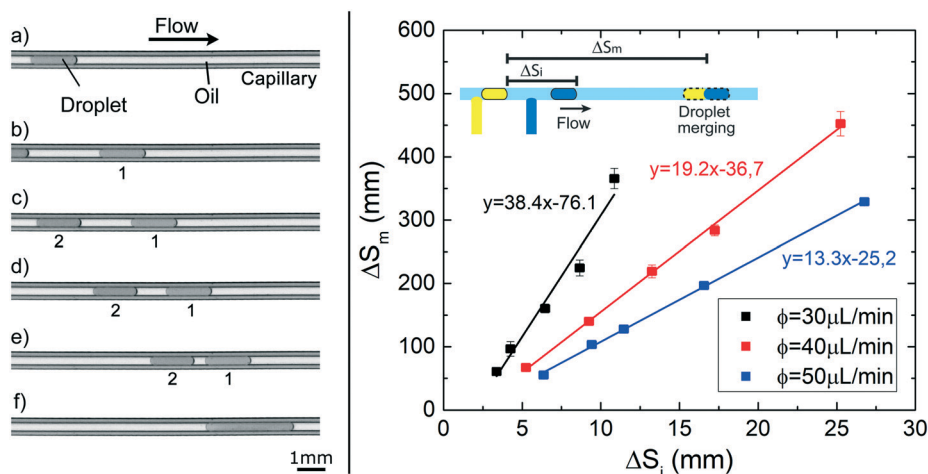 a)
Flow
Droplet
Oil
Capillary
b)
1
c)
2
1
d)
2
1
e)
2
1
f)
1mm
600
500
400
300
200
100
0
ΔSm (mm)
ΔSm
ΔSi
Flow
Droplet
merging
y=38.4x-76.1
y=19.2x-36,7
y=13.3x-25,2
ϕ=30μL/min
ϕ=40μL/min
ϕ=50μL/min
0 5 10 15 20 25 30
ΔSi (mm)